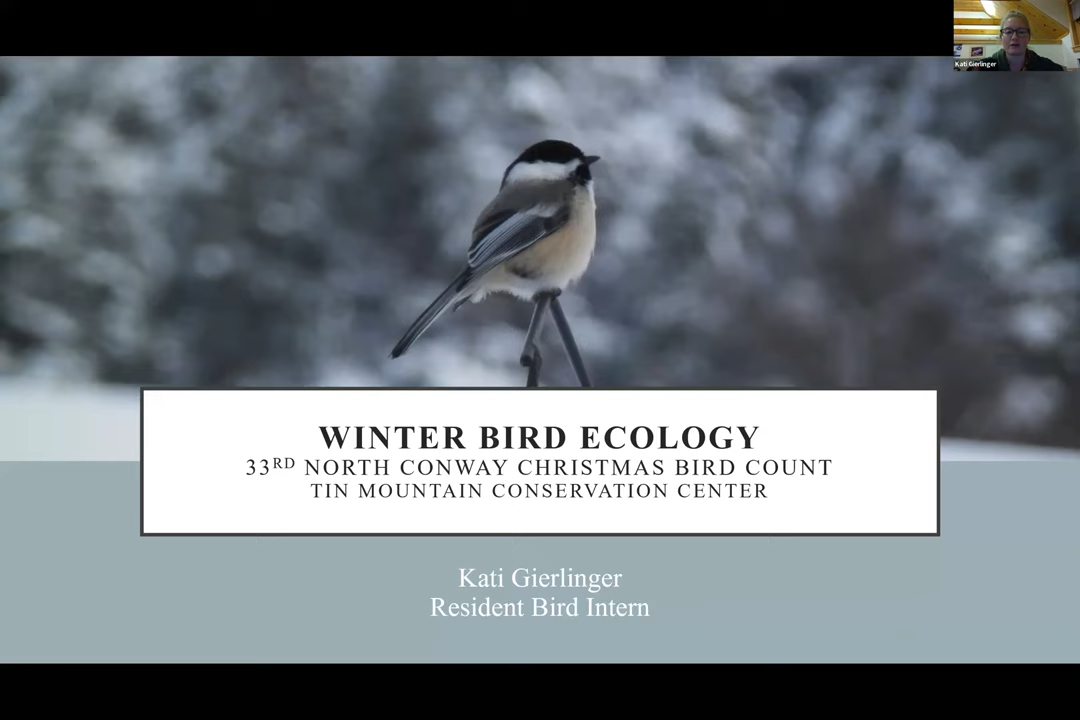 Kati Gierlinger
WINTER BIRD ECOLOGY
33RD NORTH CONWAY CHRISTMAS BIRD COUNT
TIN MOUNTAIN CONSERVATION CENTER
Kati Gierlinger
Resident Bird Intern